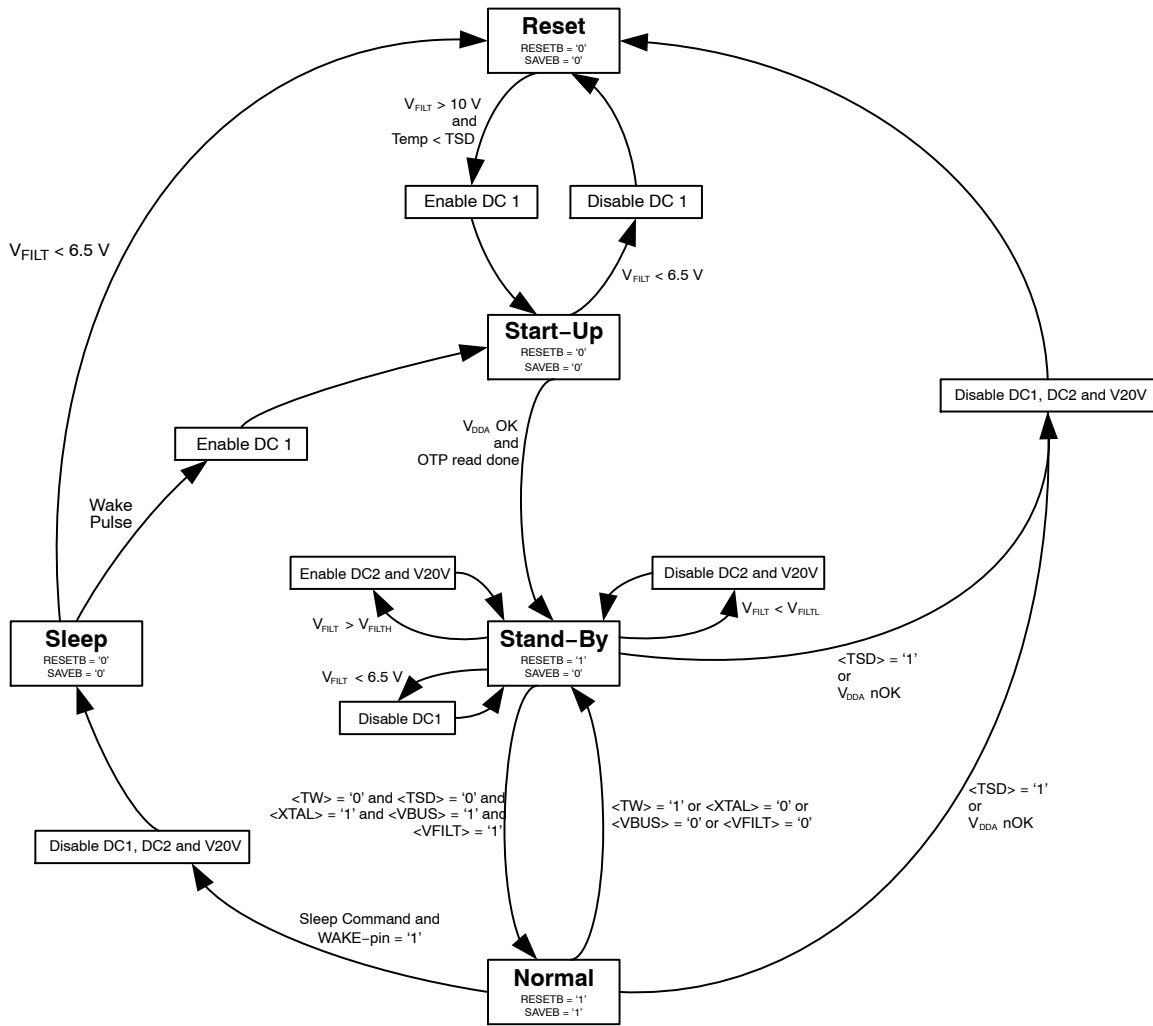 Reset
RESETB = ‘0’
SAVEB = ‘0’
VFILT > 10 V
and
Temp < TSD
Enable DC 1
Disable DC 1
VFILT < 6.5 V
VFILT < 6.5 V
Start−Up
RESETB = ‘0’
SAVEB = ‘0’
Disable DC1, DC2 and V20V
Enable DC 1
VDDA OK
and
OTP read done
Wake
Pulse
Enable DC2 and V20V
Disable DC2 and V20V
VFILT > VFILTH
VFILT < VFILTL
Sleep
RESETB = ‘0’
SAVEB = ‘0’
Stand−By
RESETB = ‘1’
SAVEB = ‘0’
VFILT < 6.5 V
Disable DC1
<TSD> = ‘1’
or
VDDA nOK
<TW> = ‘0’ and <TSD> = ‘0’ and
<XTAL> = ‘1’ and <VBUS> = ‘1’ and
<VFILT> = ‘1’
<TW> = ‘1’ or <XTAL> = ‘0’ or
<VBUS> = ‘0’ or <VFILT> = ‘0’
<TSD> = ‘1’
or
VDDA nOK
Disable DC1, DC2 and V20V
Sleep Command and
WAKE−pin = ‘1’
Normal
RESETB = ‘1’
SAVEB = ‘1’